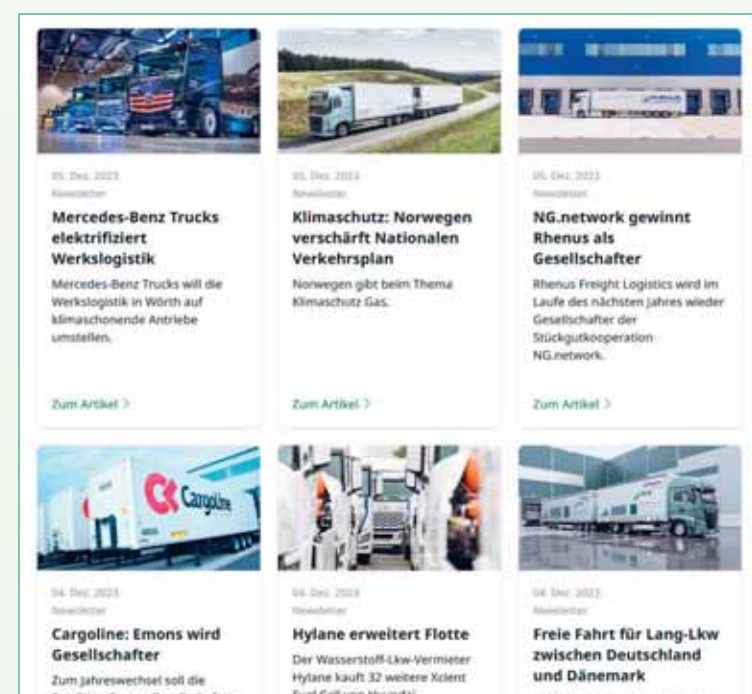 05. Dez. 2023
Newsletter
Mercedes-Benz Trucks
elektrifiziert
Werkslogistik
Mercedes-Benz Trucks will die
Werkslogistik in Wörth auf
klimaschonende Antriebe
umstellen.
Zum Artikel >
05. Dez. 2023
Newsletter
Klimaschutz: Norwegen
verschärft Nationalen
Verkehrsplan
Norwegen gibt beim Thema
Klimaschutz Gas.
Zum Artikel >
05. Dez. 2023
Newsletter
NG.network gewinnt
Rhenus als
Gesellschafter
Rhenus Freight Logistics wird im
Laufe des nächsten Jahres wieder
Gesellschafter der
Stückgutkooperation
NG.network.
Zum Artikel >
CargoLine
04. Dez. 2023
Newsletter
Cargoline: Emons wird
Gesellschafter
Zum Jahreswechsel soll die
04. Dez. 2023
Newsletter
Hylane erweitert Flotte
Der Wasserstoff-Lkw-Vermieter
Hylane kauft 32 weitere Xcient
Fuel Cell von Hyundai
04. Dez. 2023
Newsletter
Freie Fahrt für Lang-Lkw
zwischen Deutschland
und Dänemark